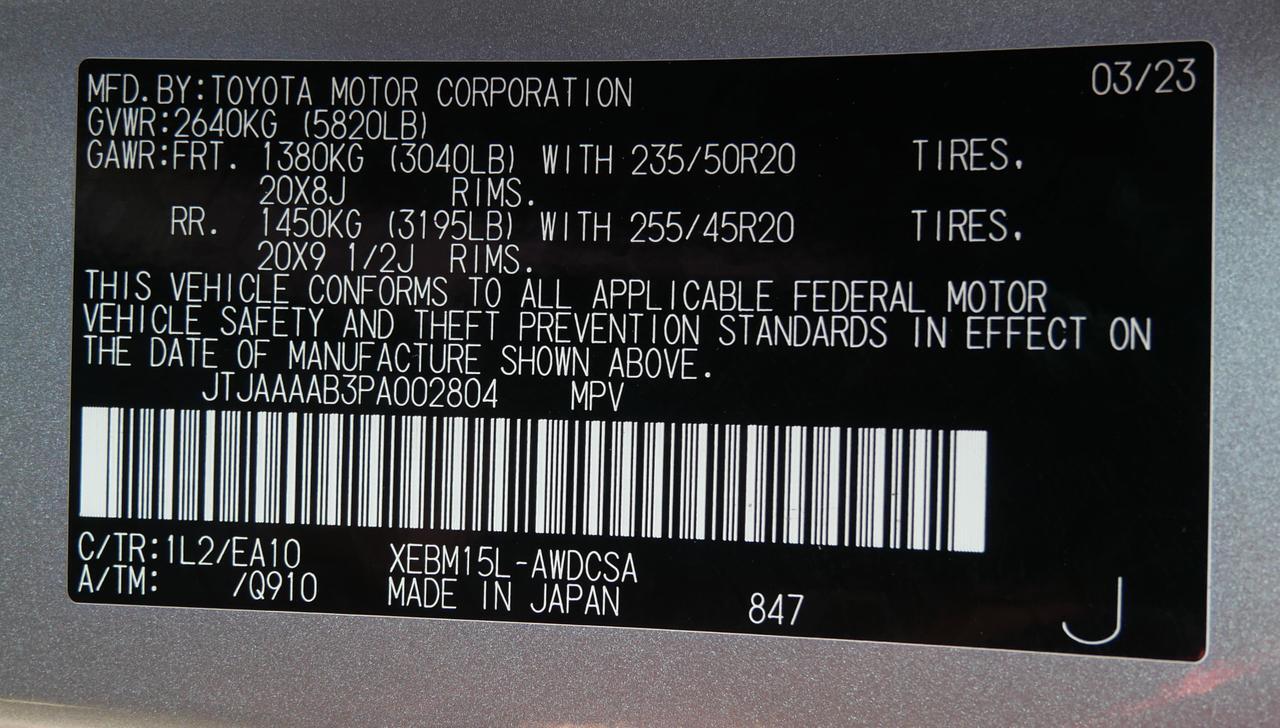 MFD.BY:TOYOTA MOTOR CORPORATION 03/23
GVWR:2640KG (5820LB)
GAWR:FRT. 1380KG (3040LB) WITH 235/50R20 TIRES.
20X8J RIMS.
RR. 1450KG (3195LB) WITH 255/45R20 TIRES.
20X9 1/2J RIMS.
THIS VEHICLE CONFORMS TO ALL APPLICABLE FEDERAL MOTOR
VEHICLE SAFETY AND THEFT PREVENTION STANDARDS IN EFFECT ON
THE DATE OF MANUFACTURE SHOWN ABOVE.
JTJAAAAB3PA002804 MPV
C/TR:1L2/EA10 XEBM15L-AWDCSA
A/TM: /Q910 MADE IN JAPAN 847 J